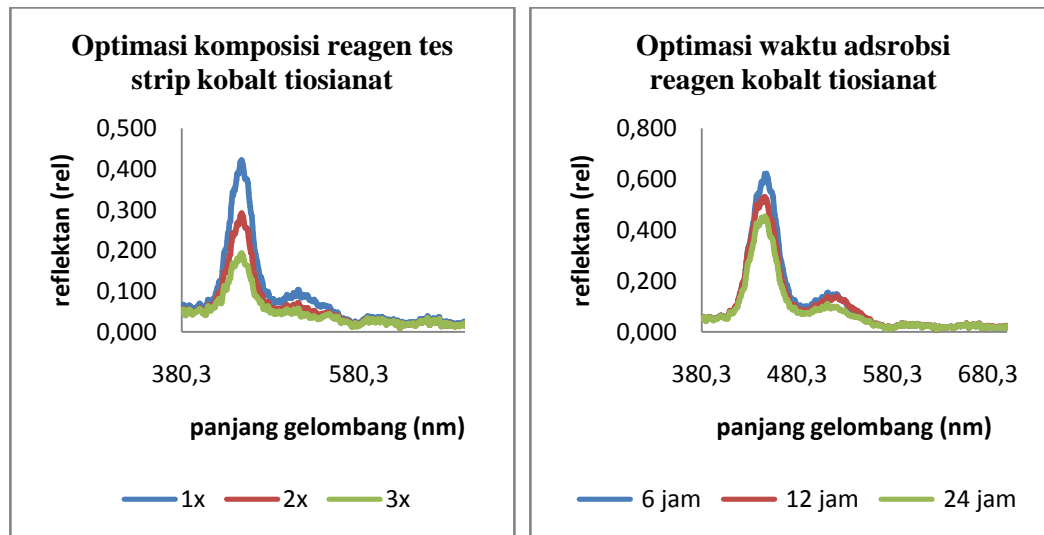 Optimasi komposisi reagen tes
strip kobalt tiosianat
reflektan (rel)
0,500
0,400
0,300
0,200
0,100
0,000
380,3 580,3
panjang gelombang (nm)
1x 2x 3x
Optimasi waktu adsrobsi
reagen kobalt tiosianat
reflektan (rel)
0,800
0,600
0,400
0,200
0,000
380,3 480,3 580,3 680,3
panjang gelombang (nm)
6 jam 12 jam 24 jam